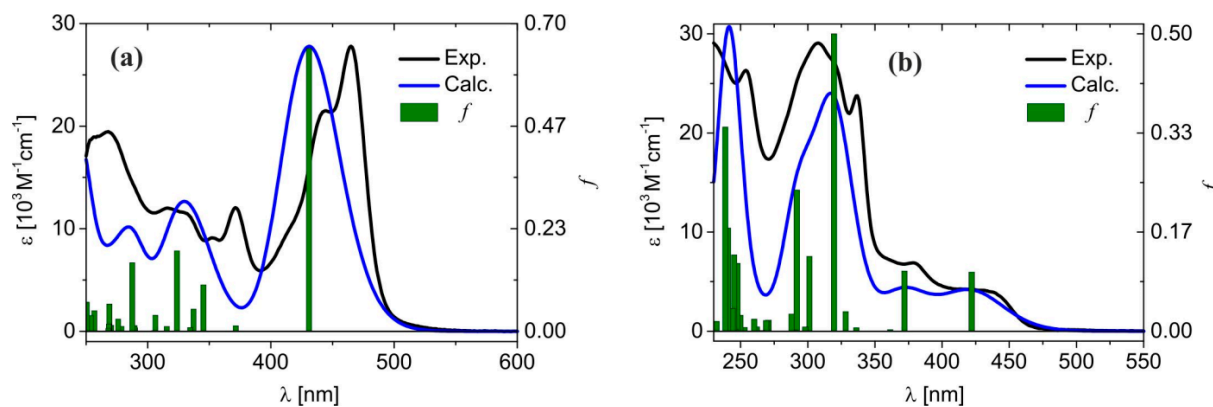 (a)
Exp.
Calc.
f
30
20
10
0
0.70
0.47
0.23
0.00
300
400
500
600
ε [10³M⁻¹cm⁻¹]
f
λ [nm]
(b)
Exp.
Calc.
f
30
20
10
0
0.50
0.33
0.17
0.00
250
300
350
400
450
500
550
ε [10³M⁻¹cm⁻¹]
f
λ [nm]